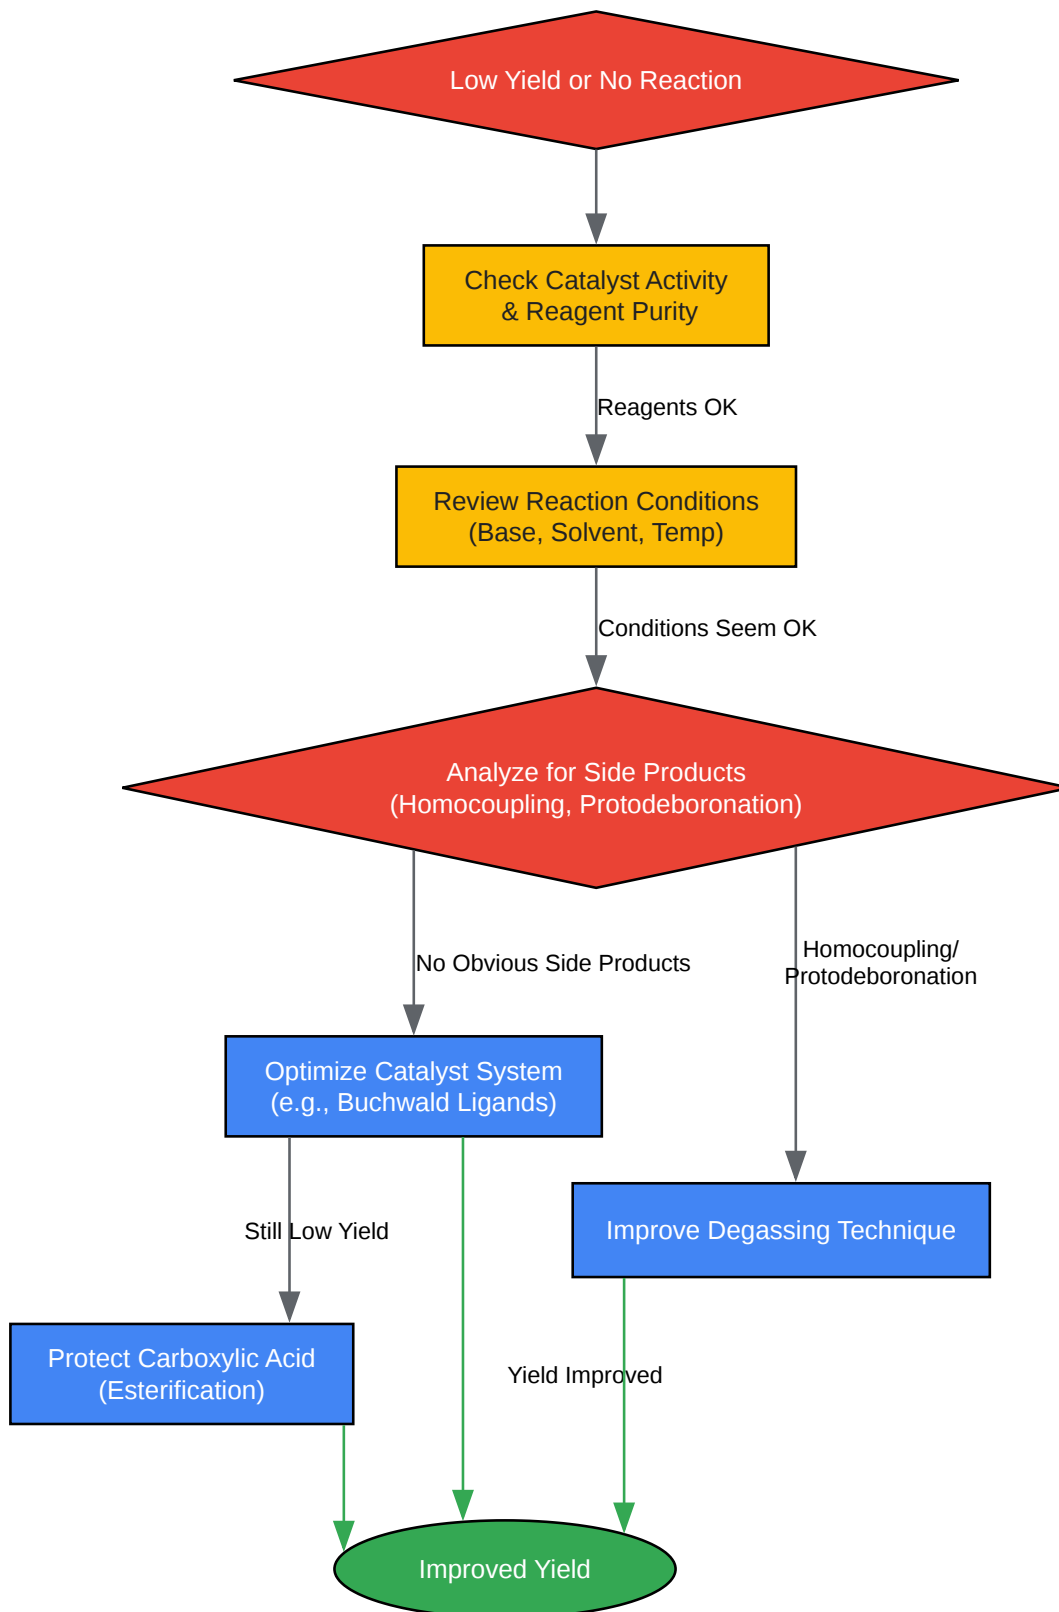 Low Yield or No Reaction
Check Catalyst Activity
& Reagent Purity
Reagents OK
Review Reaction Conditions
(Base, Solvent, Temp)
Conditions Seem OK
Analyze for Side Products
(Homocoupling, Protodeboronation)
No Obvious Side Products
Homocoupling/
Protodeboronation
Optimize Catalyst System
(e.g., Buchwald Ligands)
Still Low Yield
Improve Degassing Technique
Protect Carboxylic Acid
(Esterification)
Yield Improved
Improved Yield